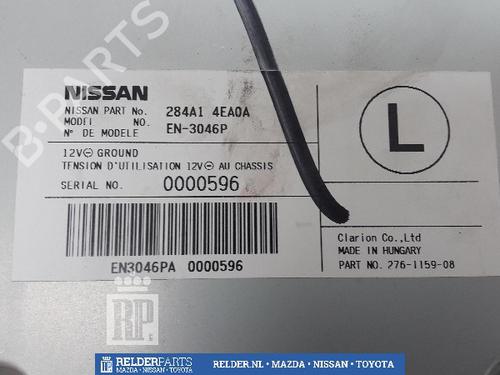 NISSAN
NISSAN PART No. 284A1 4EA0A
MODEL NO. EN-3046P
N° DE MODELE
12V⊖ GROUND
TENSION D'UTILISATION 12V⊖ AU CHASSIS
SERIAL NO. 0000596
EN3046PA 0000596
L
Clarion Co.,Ltd
MADE IN HUNGARY
PART NO. 276-1159-08
B-PARTS
RP
RP RELDERPARTS
MAZDA • NISSAN • TOYOTA
RELDER.NL • MAZDA • NISSAN • TOYOTA